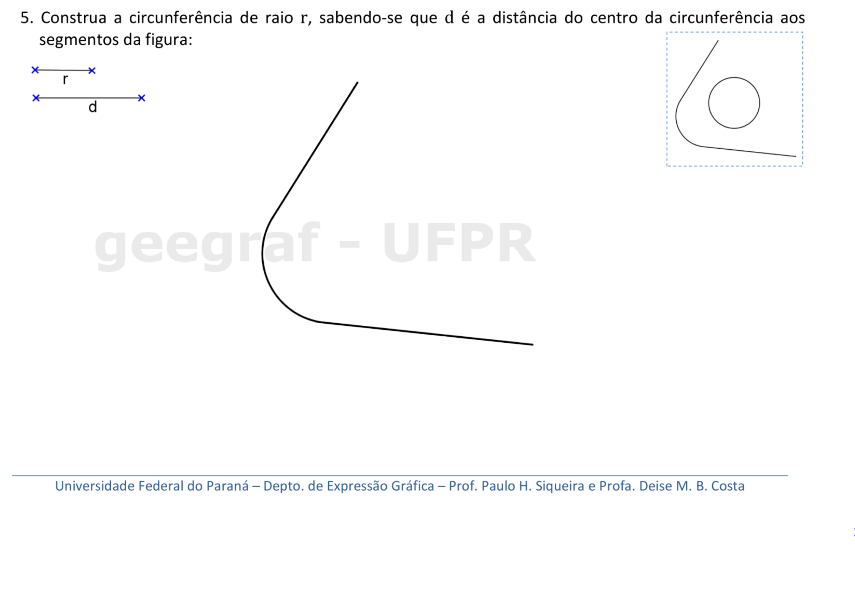 5. Construa a circunferência de raio r, sabendo-se que d é a distância do centro da circunferência aos
segmentos da figura:
r
d
geegraf - UFPR
Universidade Federal do Paraná – Depto. de Expressão Gráfica – Prof. Paulo H. Siqueira e Profa. Deise M. B. Costa